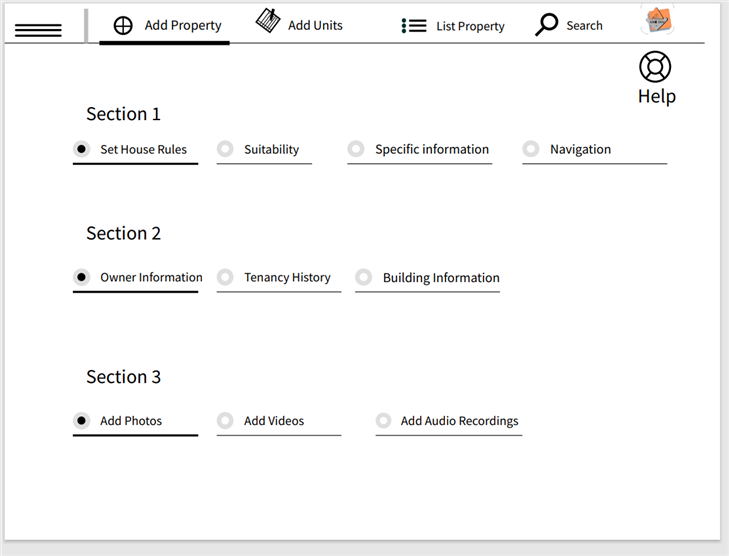 Add Property Add Units List Property Search
Help
Section 1
Set House Rules Suitability Specific information Navigation
Section 2
Owner Information Tenancy History Building Information
Section 3
Add Photos Add Videos Add Audio Recordings